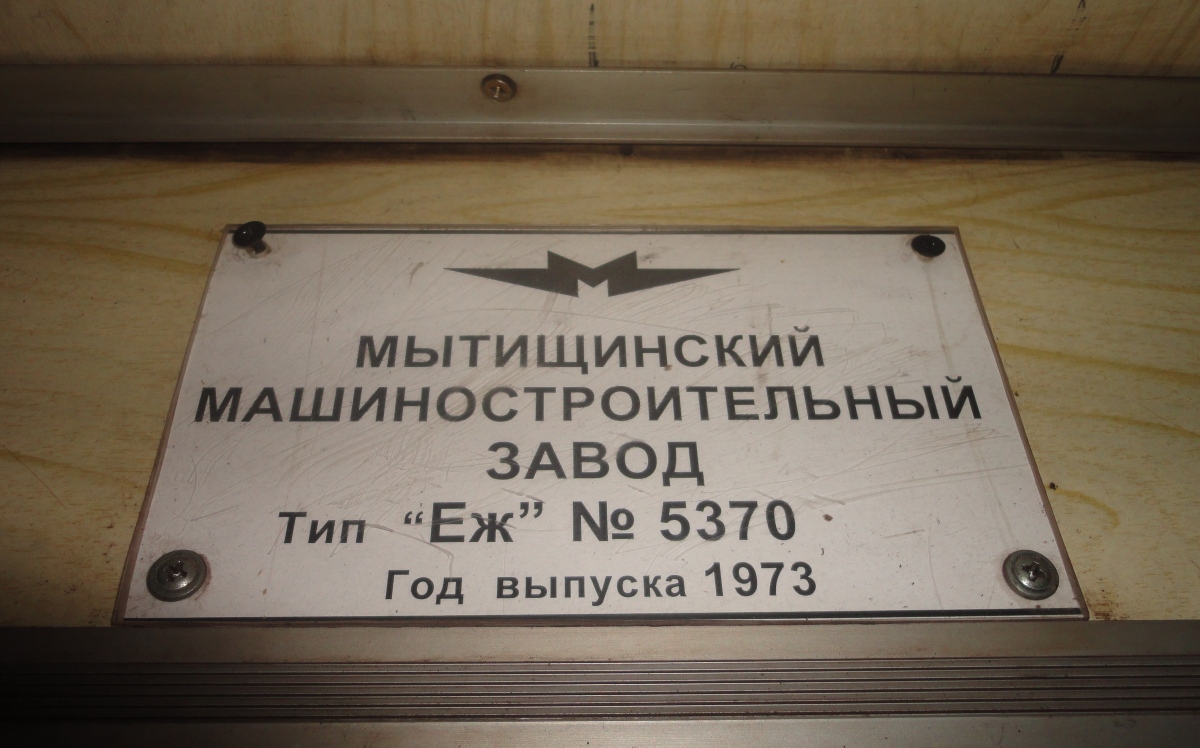 МЫТИЩИНСКИЙ
МАШИНОСТРОИТЕЛЬНЫЙ
ЗАВОД
Тип “Еж” № 5370
Год выпуска 1973